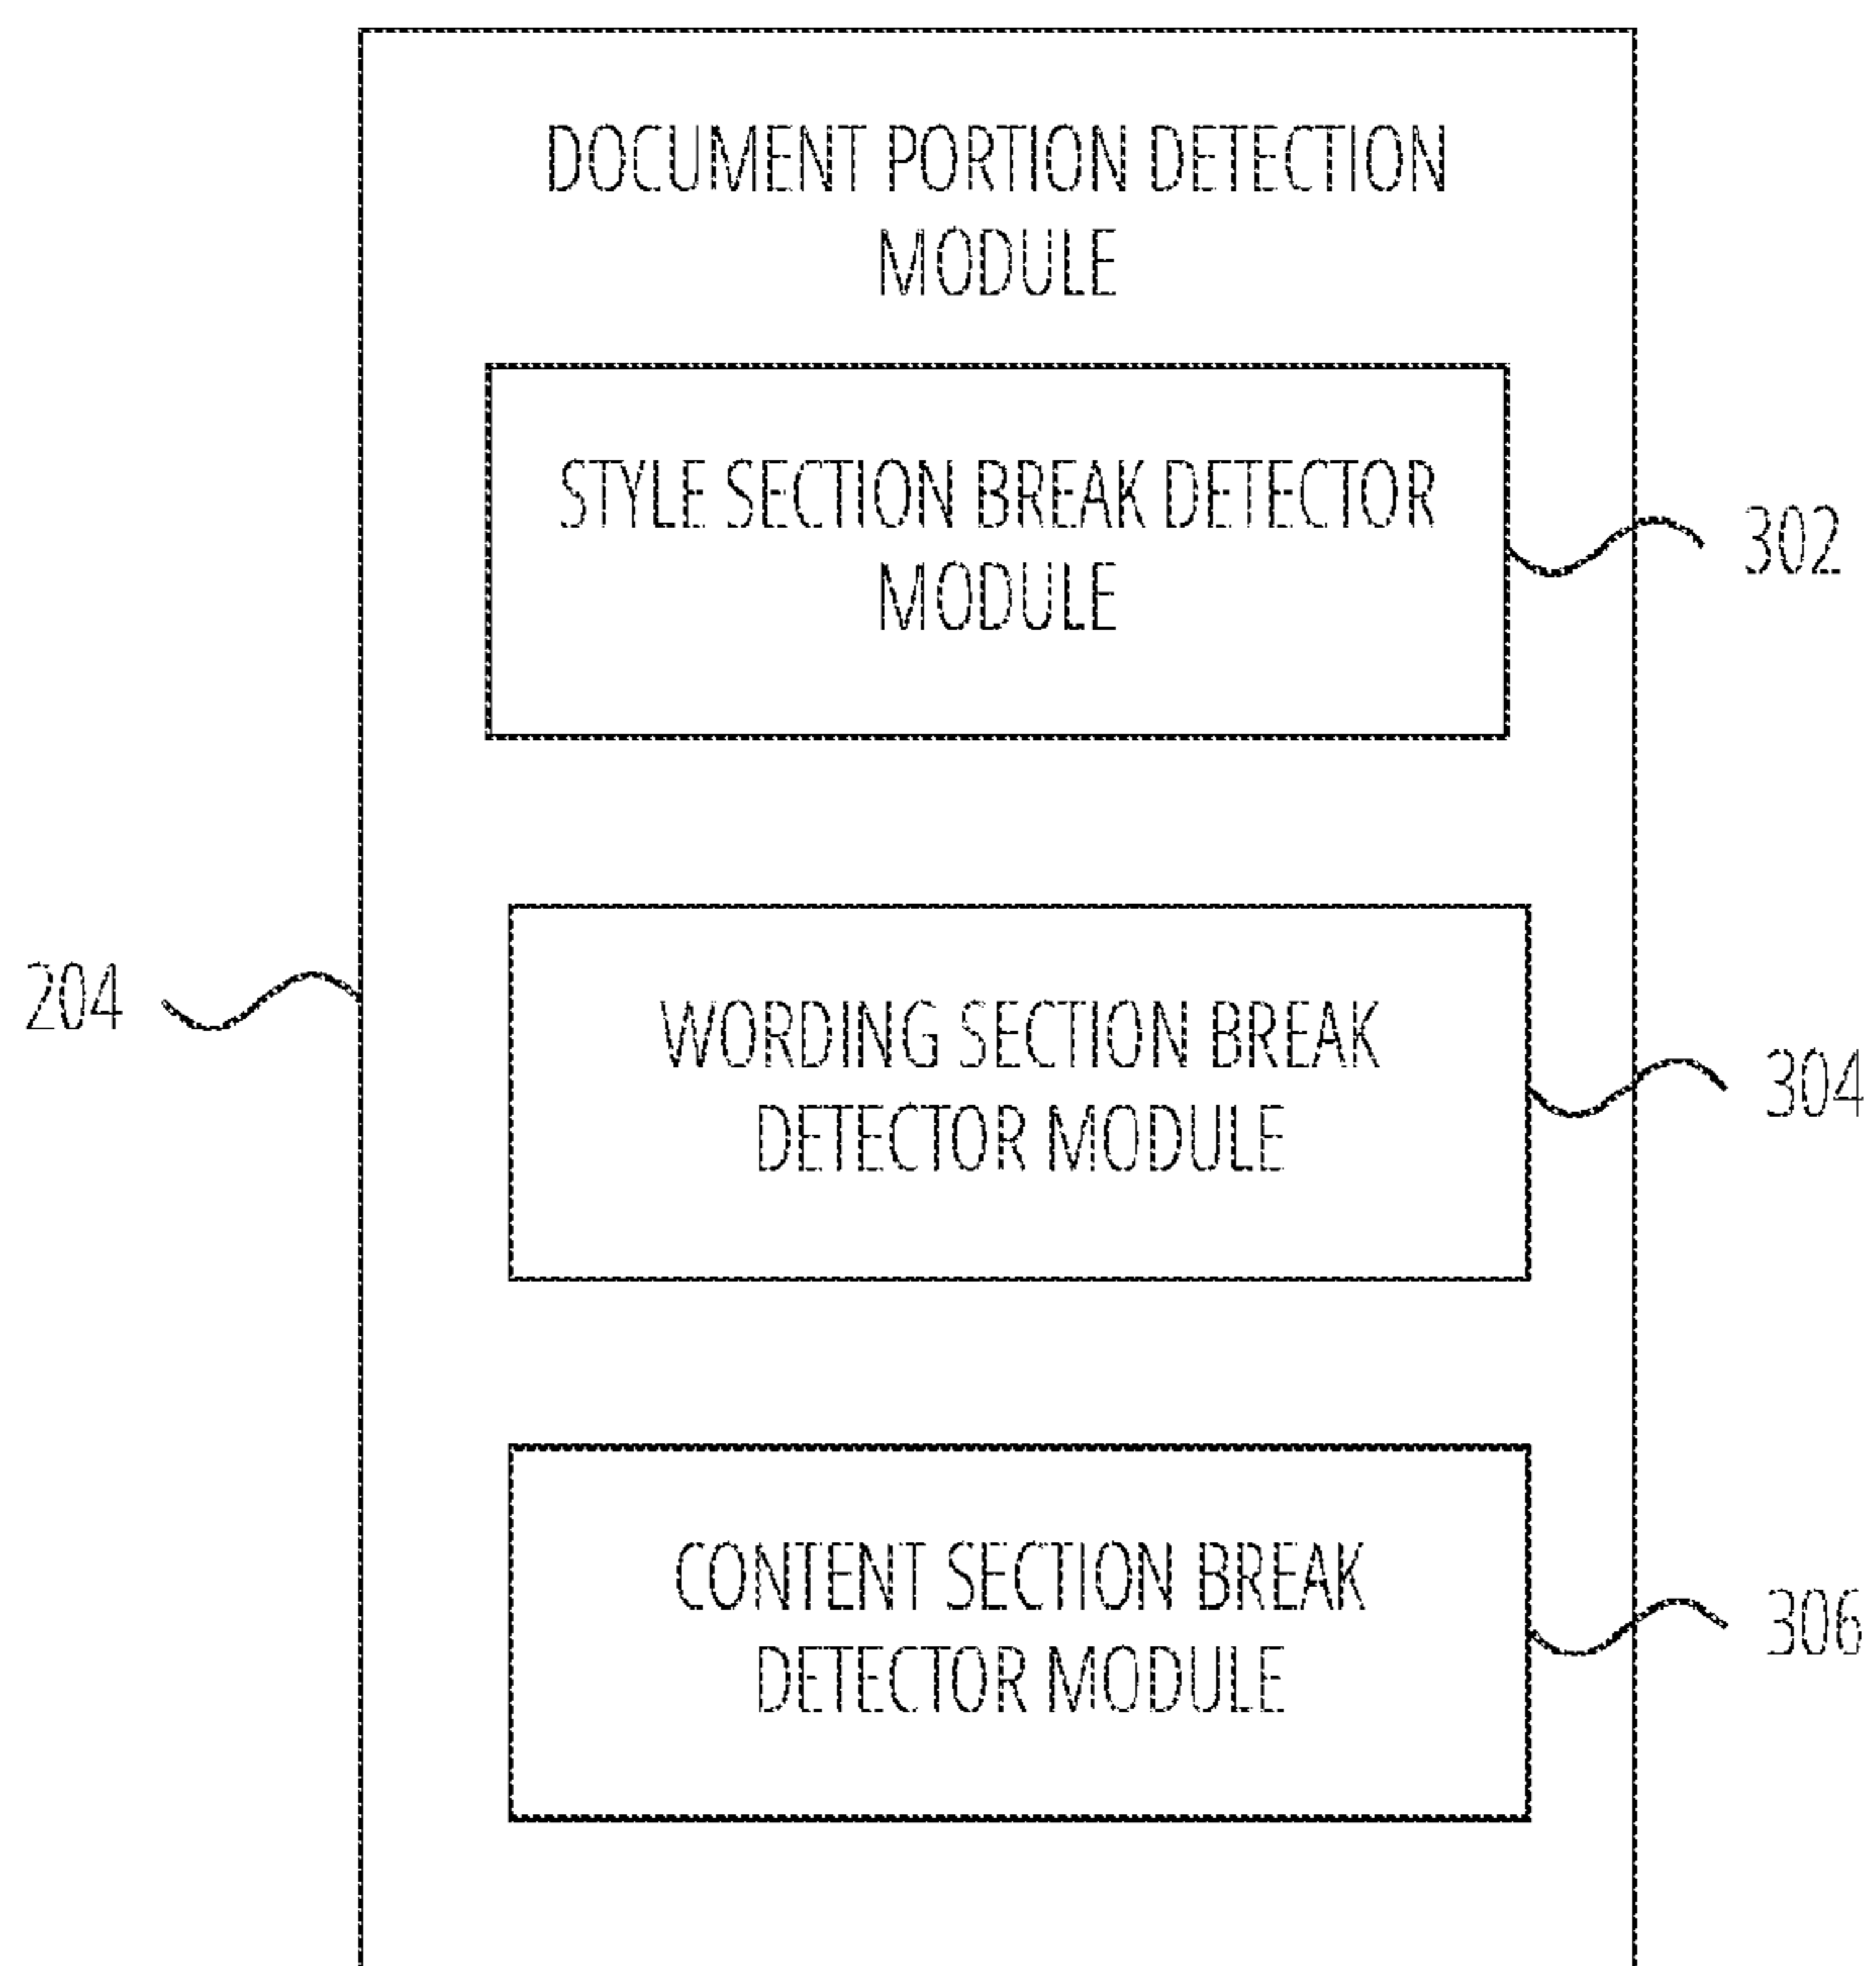 DOCUMENT PORTION DETECTION
MODULE
STYLE SECTION BREAK DETECTOR
MODULE
302
204
WORDING SECTION BREAK
DETECTOR MODULE
304
CONTENT SECTION BREAK
DETECTOR MODULE
306